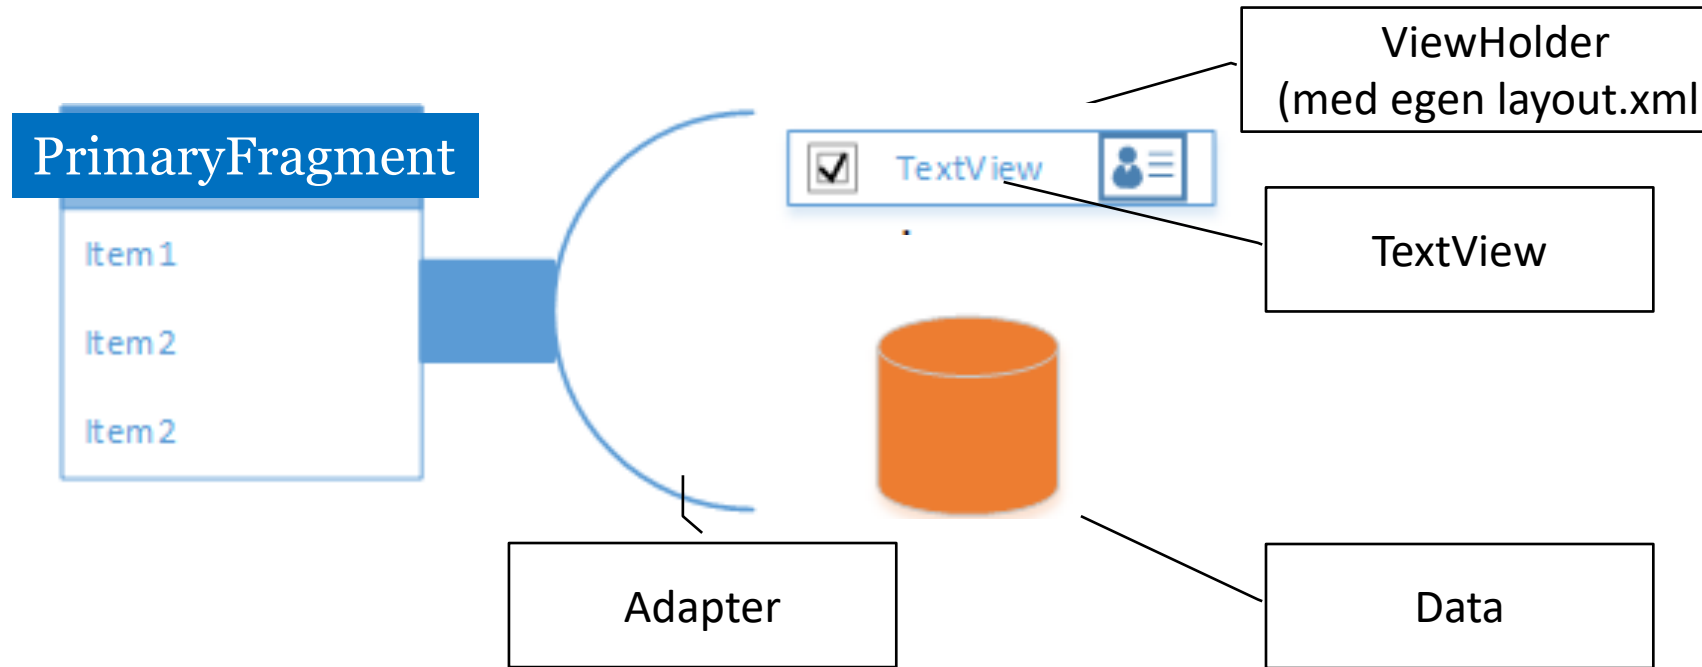 PrimaryFragment
Item 1
Item 2
Item 2
TextView
ViewHolder
(med egen layout.xml
TextView
Adapter
Data